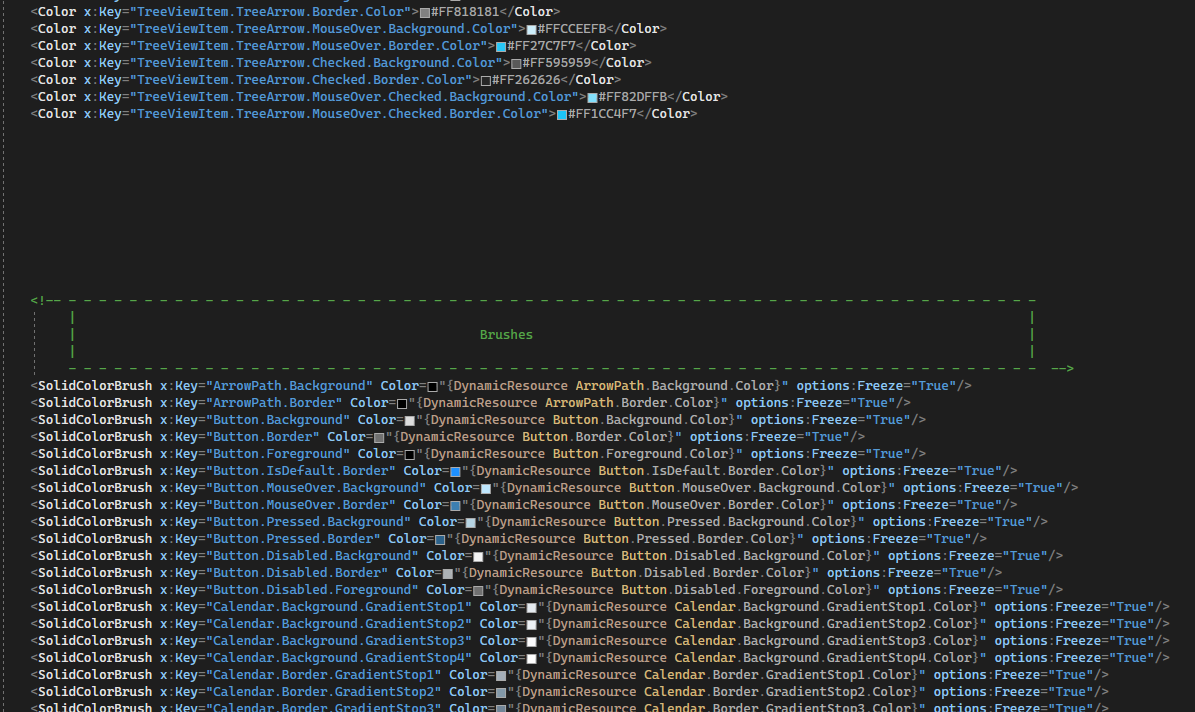 <Color x:Key="TreeViewItem.TreeArrow.Border.Color">#FF818181</Color>
<Color x:Key="TreeViewItem.TreeArrow.MouseOver.Background.Color">#FFCCEEFB</Color>
<Color x:Key="TreeViewItem.TreeArrow.MouseOver.Border.Color">#FF27C7F7</Color>
<Color x:Key="TreeViewItem.TreeArrow.Checked.Background.Color">#FF595959</Color>
<Color x:Key="TreeViewItem.TreeArrow.Checked.Border.Color">#FF262626</Color>
<Color x:Key="TreeViewItem.TreeArrow.MouseOver.Checked.Background.Color">#FF82DFFB</Color>
<Color x:Key="TreeViewItem.TreeArrow.MouseOver.Checked.Border.Color">#FF1CC4F7</Color>
<!-- - - - - - - - - - - - - - - - - - - - - - - - - - - - - - - - - - - - - - - - - - - - - - - - - - - - - - - - - - - - - - - - -
| |
| Brushes |
| |
- - - - - - - - - - - - - - - - - - - - - - - - - - - - - - - - - - - - - - - - - - - - - - - - - - - - - - - - - - - - - - - - -->
<SolidColorBrush x:Key="ArrowPath.Background" Color="{DynamicResource ArrowPath.Background.Color}" options:Freeze="True"/>
<SolidColorBrush x:Key="ArrowPath.Border" Color="{DynamicResource ArrowPath.Border.Color}" options:Freeze="True"/>
<SolidColorBrush x:Key="Button.Background" Color="{DynamicResource Button.Background.Color}" options:Freeze="True"/>
<SolidColorBrush x:Key="Button.Border" Color="{DynamicResource Button.Border.Color}" options:Freeze="True"/>
<SolidColorBrush x:Key="Button.Foreground" Color="{DynamicResource Button.Foreground.Color}" options:Freeze="True"/>
<SolidColorBrush x:Key="Button.IsDefault.Border" Color="{DynamicResource Button.IsDefault.Border.Color}" options:Freeze="True"/>
<SolidColorBrush x:Key="Button.MouseOver.Background" Color="{DynamicResource Button.MouseOver.Background.Color}" options:Freeze="True"/>
<SolidColorBrush x:Key="Button.MouseOver.Border" Color="{DynamicResource Button.MouseOver.Border.Color}" options:Freeze="True"/>
<SolidColorBrush x:Key="Button.Pressed.Background" Color="{DynamicResource Button.Pressed.Background.Color}" options:Freeze="True"/>
<SolidColorBrush x:Key="Button.Pressed.Border" Color="{DynamicResource Button.Pressed.Border.Color}" options:Freeze="True"/>
<SolidColorBrush x:Key="Button.Disabled.Background" Color="{DynamicResource Button.Disabled.Background.Color}" options:Freeze="True"/>
<SolidColorBrush x:Key="Button.Disabled.Border" Color="{DynamicResource Button.Disabled.Border.Color}" options:Freeze="True"/>
<SolidColorBrush x:Key="Button.Disabled.Foreground" Color="{DynamicResource Button.Disabled.Foreground.Color}" options:Freeze="True"/>
<SolidColorBrush x:Key="Calendar.Background.GradientStop1" Color="{DynamicResource Calendar.Background.GradientStop1.Color}" options:Freeze="True"/>
<SolidColorBrush x:Key="Calendar.Background.GradientStop2" Color="{DynamicResource Calendar.Background.GradientStop2.Color}" options:Freeze="True"/>
<SolidColorBrush x:Key="Calendar.Background.GradientStop3" Color="{DynamicResource Calendar.Background.GradientStop3.Color}" options:Freeze="True"/>
<SolidColorBrush x:Key="Calendar.Background.GradientStop4" Color="{DynamicResource Calendar.Background.GradientStop4.Color}" options:Freeze="True"/>
<SolidColorBrush x:Key="Calendar.Border.GradientStop1" Color="{DynamicResource Calendar.Border.GradientStop1.Color}" options:Freeze="True"/>
<SolidColorBrush x:Key="Calendar.Border.GradientStop2" Color="{DynamicResource Calendar.Border.GradientStop2.Color}" options:Freeze="True"/>
<SolidColorBrush x:Key="Calendar.Border.GradientStop3" Color="{DynamicResource Calendar.Border.GradientStop3.Color}" options:Freeze="True"/>